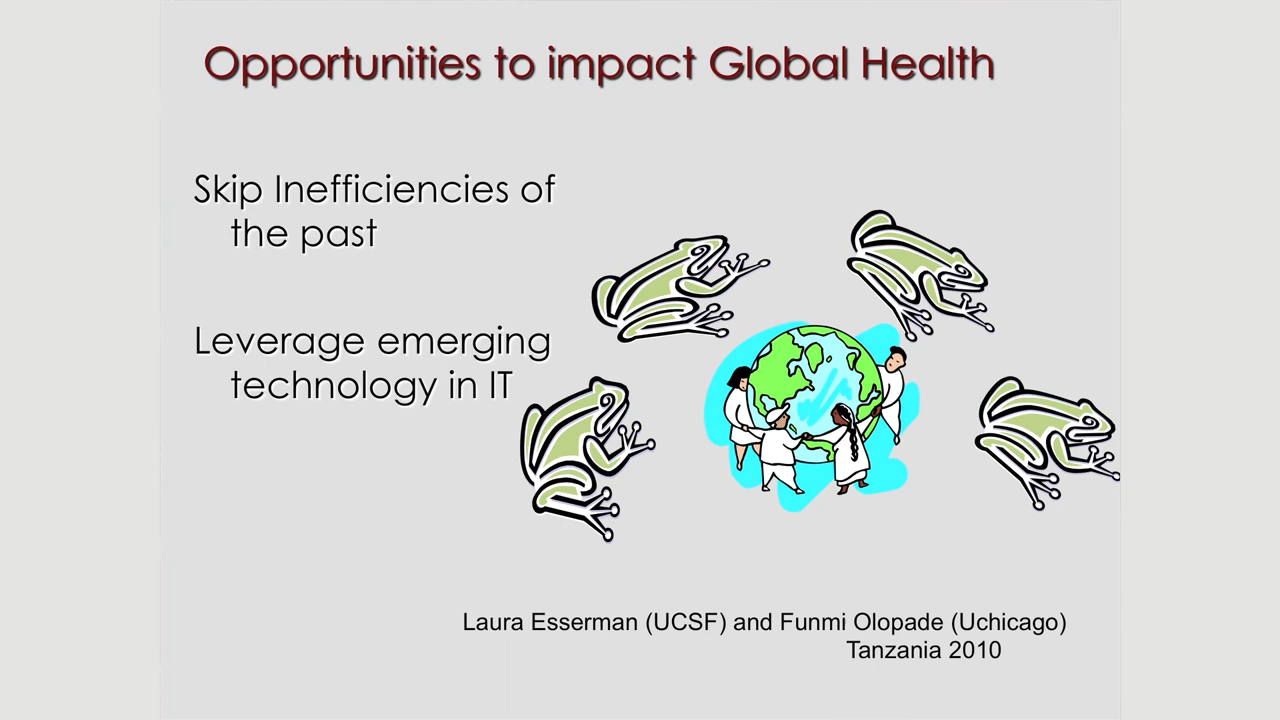 Opportunities to impact Global Health
Skip Inefficiencies of
the past
Leverage emerging
technology in IT
Laura Esserman (UCSF) and Funmi Olopade (Uchicago)
Tanzania 2010